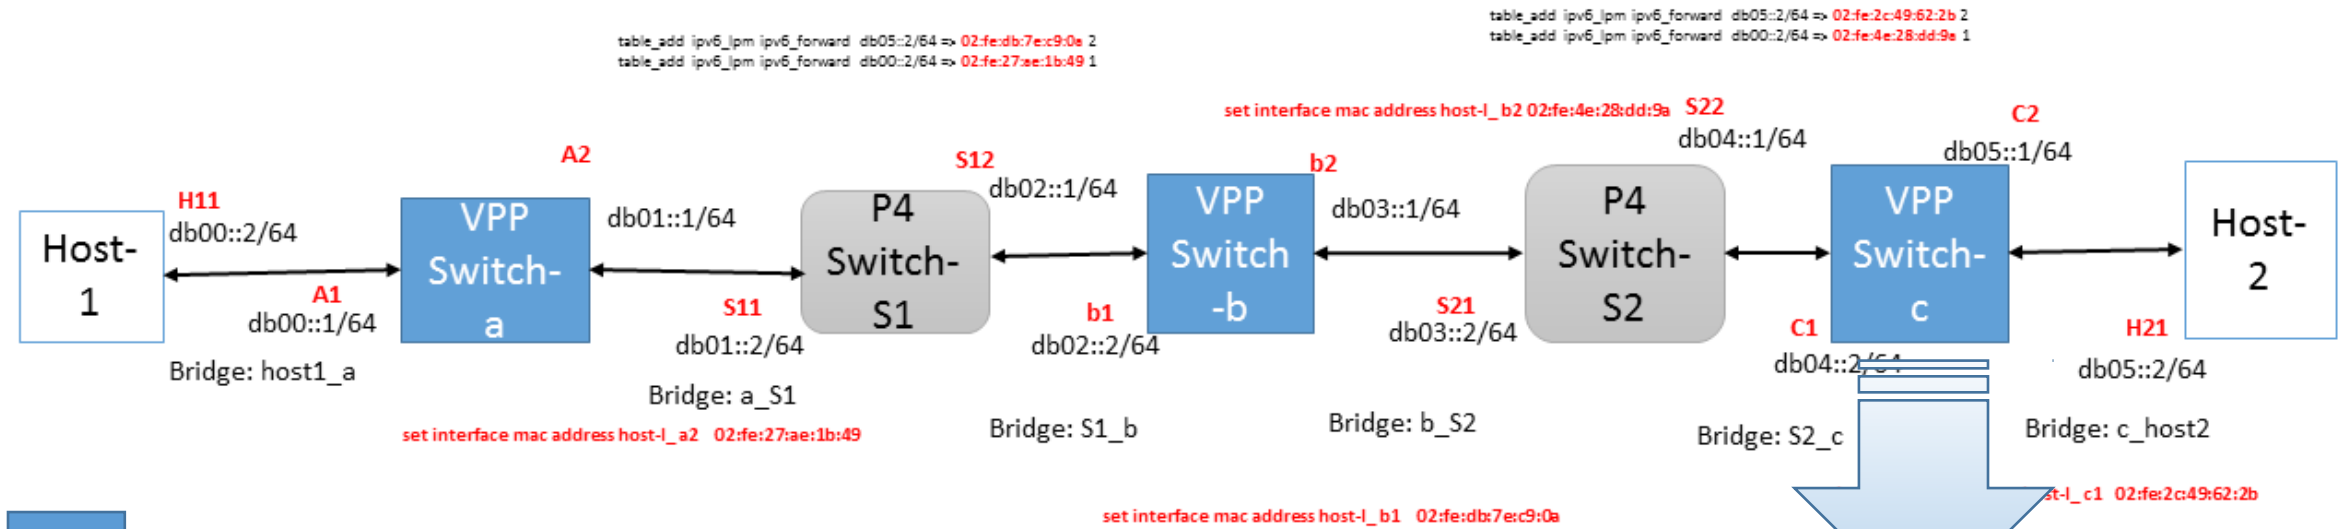 table_add ipv6_lpm ipv6_forward db05::2/64 => 02:fe:2c:49:62:2b 2
table_add ipv6_lpm ipv6_forward db00::2/64 => 02:fe:4e:28:dd:9a 1
table_add ipv6_lpm ipv6_forward db05::2/64 => 02:fe:db:7e:c9:0a 2
table_add ipv6_lpm ipv6_forward db00::2/64 => 02:fe:27:ae:1b:49 1
set interface mac address host-l_b2 02:fe:4e:28:dd:9a
S22
db04::1/64
C2
db05::1/64
A2
S12
db02::1/64
b2
db03::1/64
H11
db00::2/64
db01::1/64
Host-
1
VPP
Switch-
a
P4
Switch-
S1
VPP
Switch
-b
P4
Switch-
S2
VPP
Switch-
c
Host-
2
A1
db00::1/64
S11
db01::2/64
b1
db02::2/64
S21
db03::2/64
C1
db04::2/64
H21
db05::2/64
Bridge: host1_a
Bridge: a_S1
Bridge: S1_b
Bridge: b_S2
Bridge: S2_c
Bridge: c_host2
set interface mac address host-l_a2 02:fe:27:ae:1b:49
st-l_c1 02:fe:2c:49:62:2b
set interface mac address host-l_b1 02:fe:db:7e:c9:0a